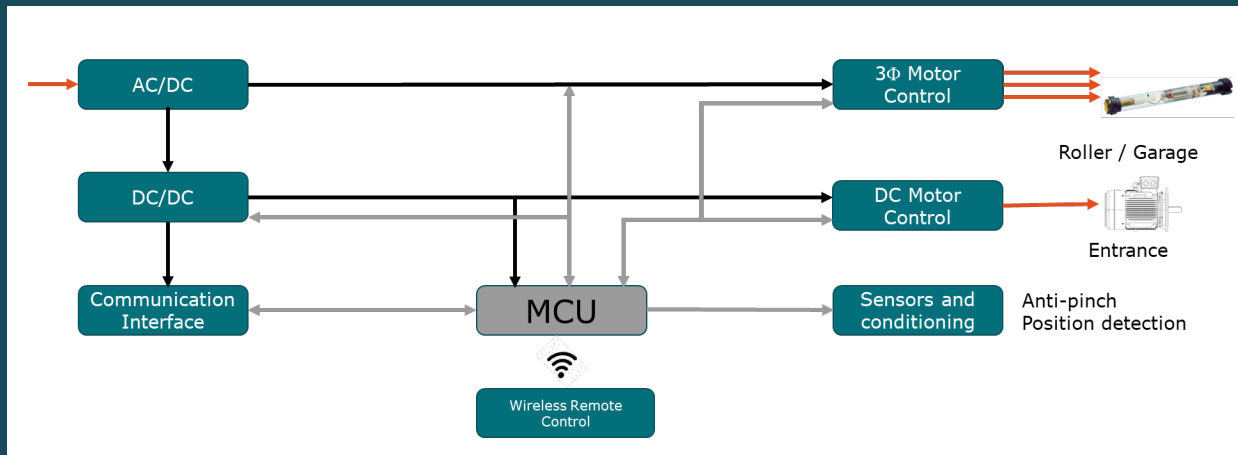 AC/DC
3Φ Motor
Control
Roller / Garage
DC/DC
DC Motor
Control
Entrance
Communication
Interface
MCU
Sensors and
conditioning
Anti-pinch
Position detection
Wireless Remote
Control